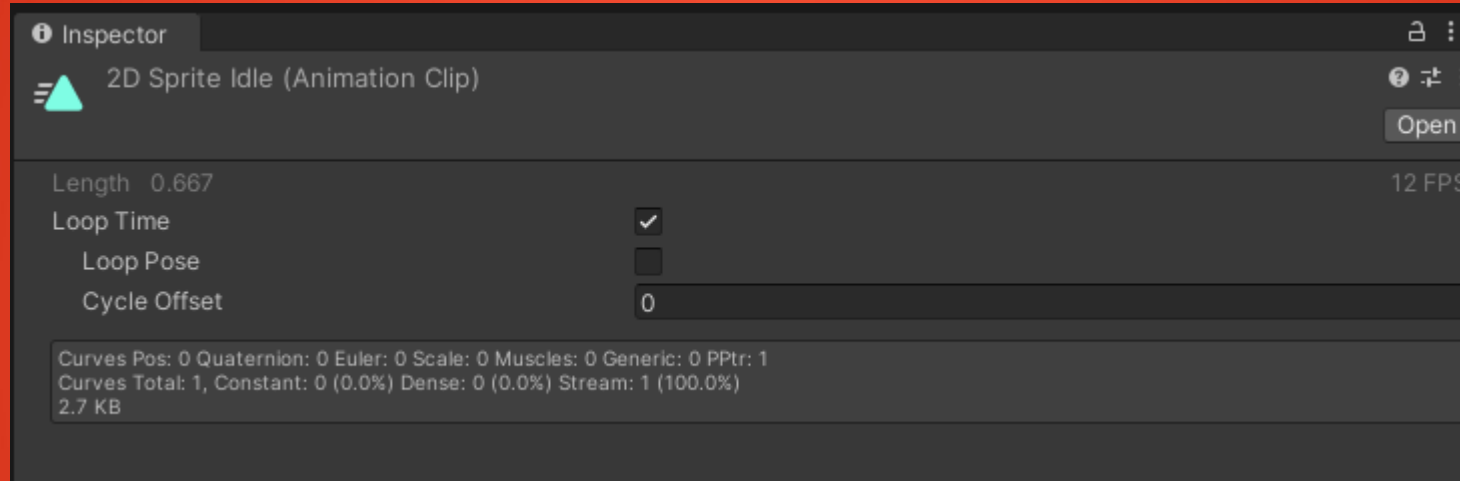 Inspector
2D Sprite Idle (Animation Clip)
Open
Length 0.667 12 FPS
Loop Time
Loop Pose
Cycle Offset 0
Curves Pos: 0 Quaternion: 0 Euler: 0 Scale: 0 Muscles: 0 Generic: 0 PPtr: 1
Curves Total: 1, Constant: 0 (0.0%) Dense: 0 (0.0%) Stream: 1 (100.0%)
2.7 KB